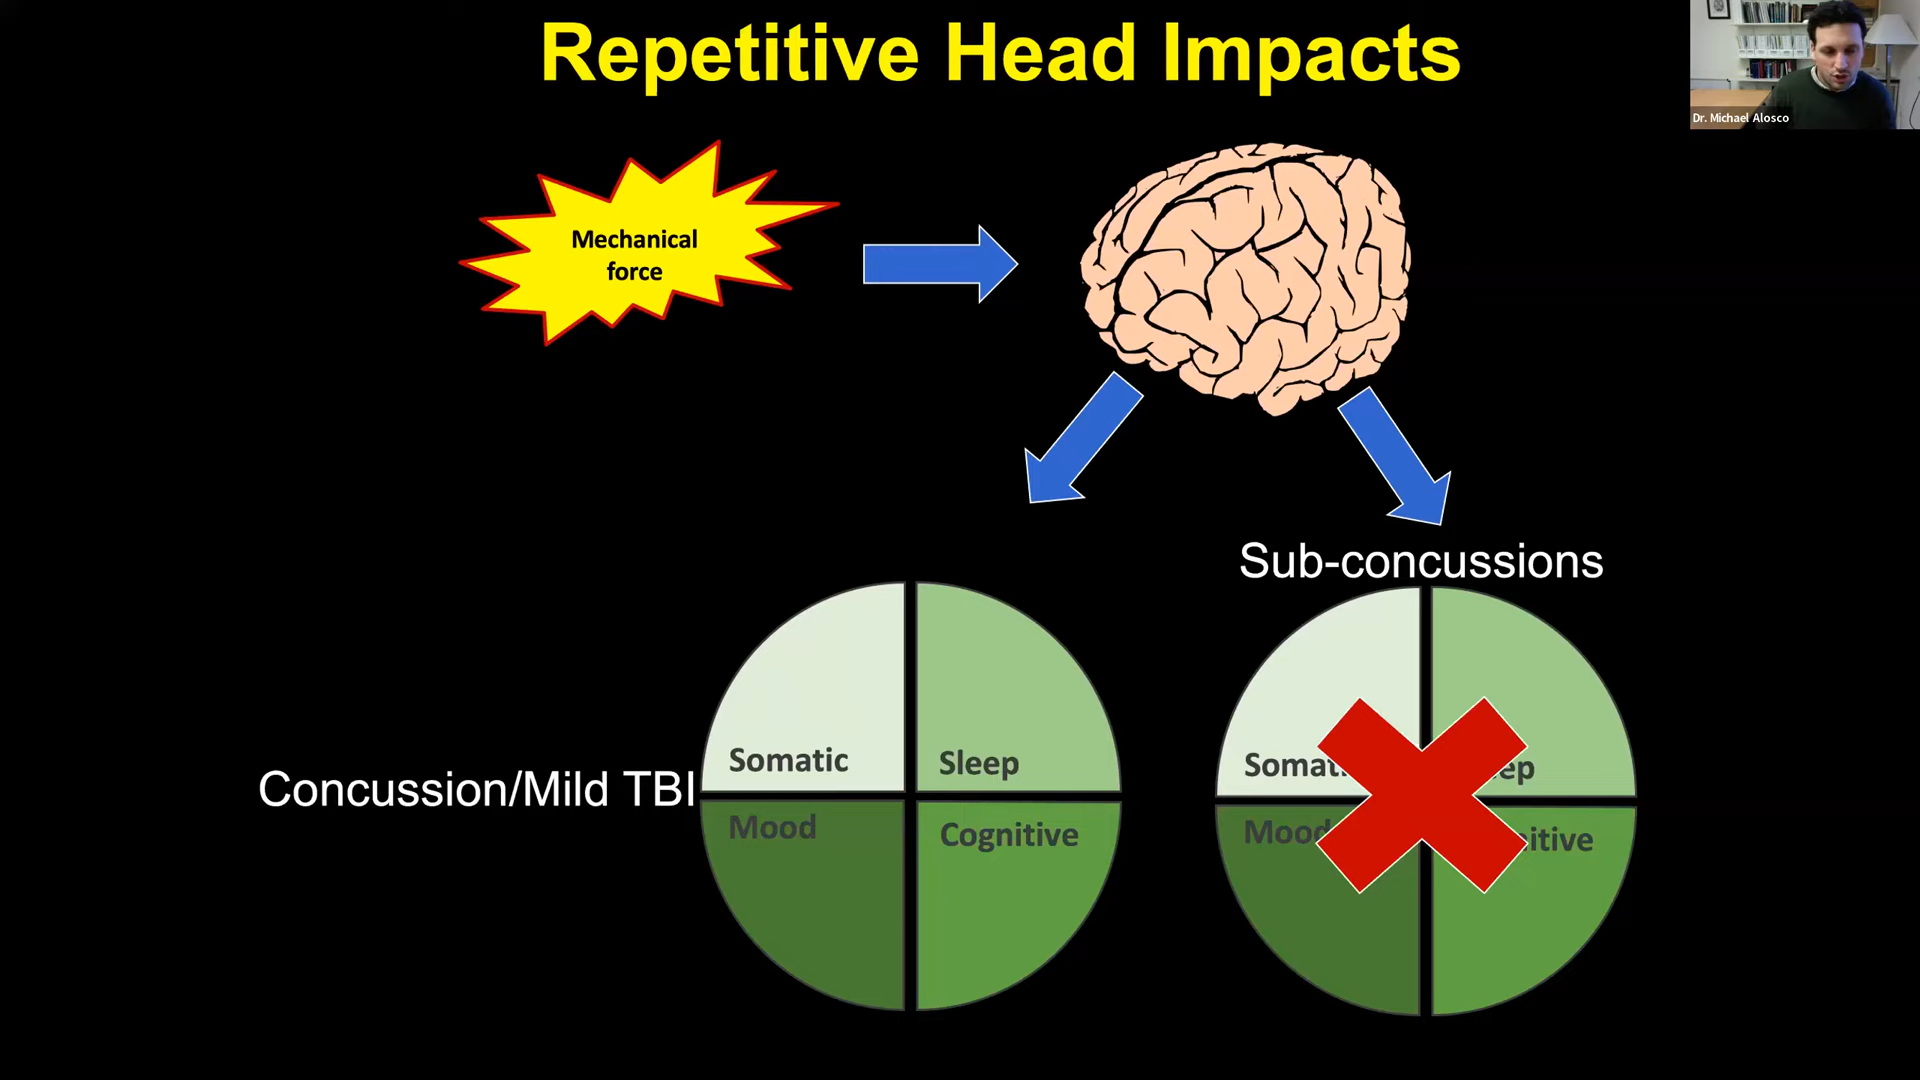 Repetitive Head Impacts
Dr. Michael Alosco
Mechanical
force
Sub-concussions
Concussion/Mild TBI
Somatic
Sleep
Mood
Cognitive
Somat
ep
Mood
itive